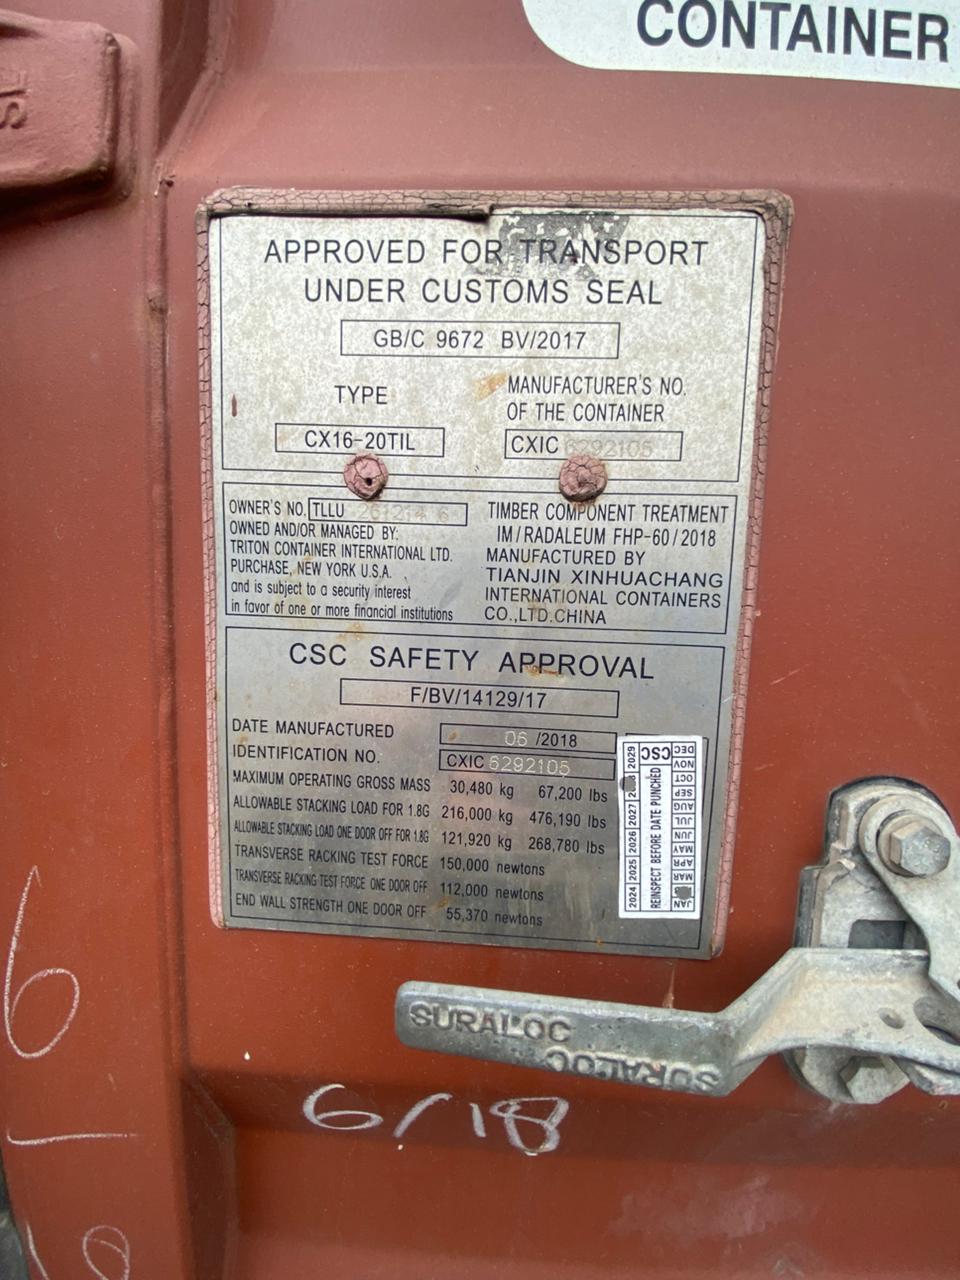 CONTAINER
APPROVED FOR TRANSPORT
UNDER CUSTOMS SEAL
GB/C 9672 BV/2017
TYPE
CX16-20TIL
MANUFACTURER'S NO.
OF THE CONTAINER
CXIC 6292105
OWNER'S NO. TLLU 261214 6
OWNED AND/OR MANAGED BY:
TRITON CONTAINER INTERNATIONAL LTD.
PURCHASE, NEW YORK U.S.A.
and is subject to a security interest
in favor of one or more financial institutions
TIMBER COMPONENT TREATMENT
IM / RADALEUM FHP-60 / 2018
MANUFACTURED BY
TIANJIN XINHUACHANG
INTERNATIONAL CONTAINERS
CO.,LTD.CHINA
CSC SAFETY APPROVAL
F/BV/14129/17
DATE MANUFACTURED 06 /2018
IDENTIFICATION NO. CXIC 6292105
MAXIMUM OPERATING GROSS MASS 30,480 kg 67,200 lbs
ALLOWABLE STACKING LOAD FOR 1.8G 216,000 kg 476,190 lbs
ALLOWABLE STACKING LOAD ONE DOOR OFF FOR 1.8G 121,920 kg 268,780 lbs
TRANSVERSE RACKING TEST FORCE 150,000 newtons
TRANSVERSE RACKING TEST FORCE ONE DOOR OFF 112,000 newtons
END WALL STRENGTH ONE DOOR OFF 55,370 newtons
2024 2025 2026 2027 2029
REINSPECT BEFORE DATE PUNCHED
CSC
JAN MAR APR MAY JUN JUL AUG SEP OCT NOV DEC
SURALOC
SURALOC
6/18